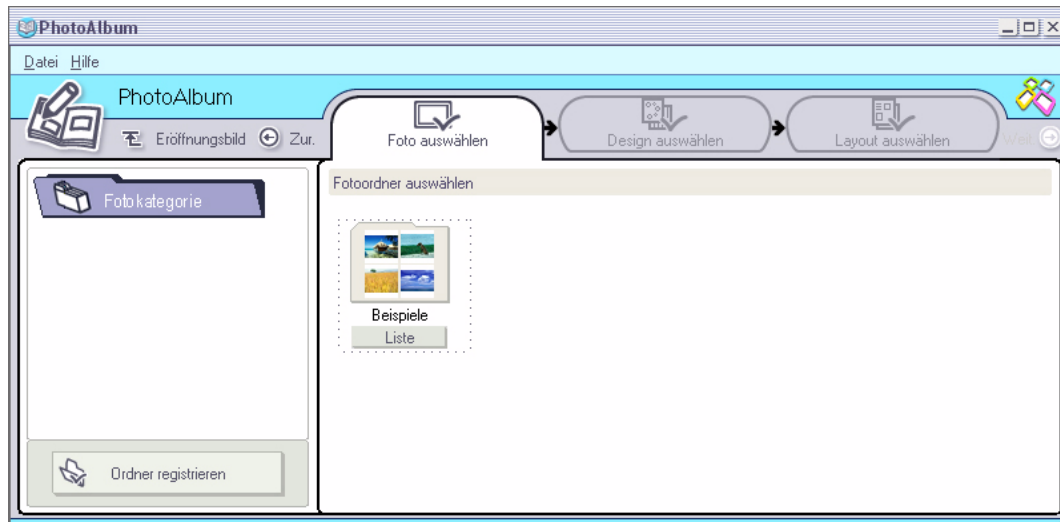 PhotoAlbum
Datei Hilfe
PhotoAlbum
Eröffnungsbild Zur.
Foto auswählen
Design auswählen
Layout auswählen
Weit
Fotokategorie
Fotoordner auswählen
Beispiele
Liste
Ordner registrieren